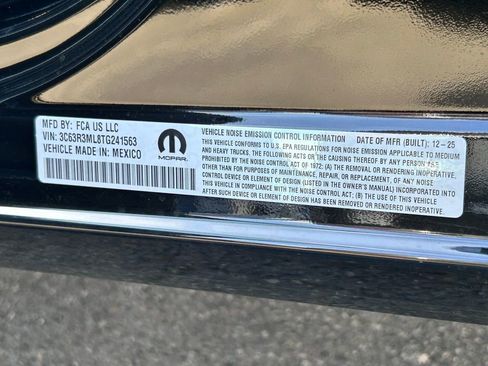 MFD BY: FCA US LLC
VIN: 3C63R3ML8TG241563
VEHICLE MADE IN: MEXICO
MOPAR
VEHICLE NOISE EMISSION CONTROL INFORMATION DATE OF MFR (BUILT): 12-25
THIS VEHICLE CONFORMS TO U.S. EPA REGULATIONS FOR NOISE EMISSION APPLICABLE TO MEDIUM
AND HEAVY TRUCKS. THE FOLLOWING ACTS OR THE CAUSING THEREOF BY ANY PERSON ARE
PROHIBITED BY THE NOISE CONTROL ACT OF 1972: (A) THE REMOVAL OR RENDERING INOPERATIVE,
OTHER THAN FOR PURPOSES OF MAINTENANCE, REPAIR, OR REPLACEMENT, OF ANY NOISE
CONTROL DEVICE OR ELEMENT OF DESIGN (LISTED IN THE OWNER'S MANUAL) INCORPORATED
INTO THIS VEHICLE IN COMPLIANCE WITH THE NOISE CONTROL ACT; (B) THE USE OF THIS VEHICLE
AFTER SUCH DEVICE OR ELEMENT OF DESIGN HAS BEEN REMOVED OR RENDERED INOPERATIVE.